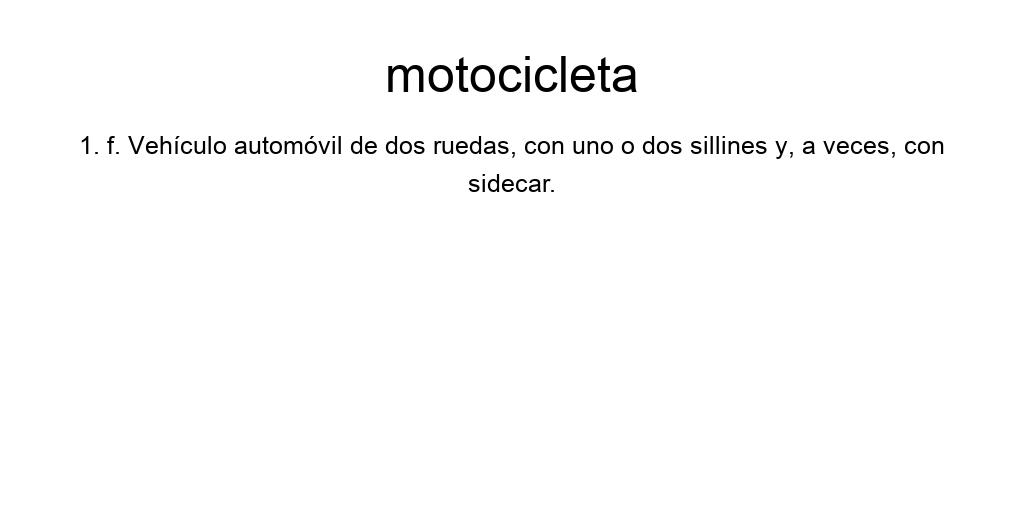 motocicleta
1. f. Vehículo automóvil de dos ruedas, con uno o dos sillines y, a veces, con
sidecar.